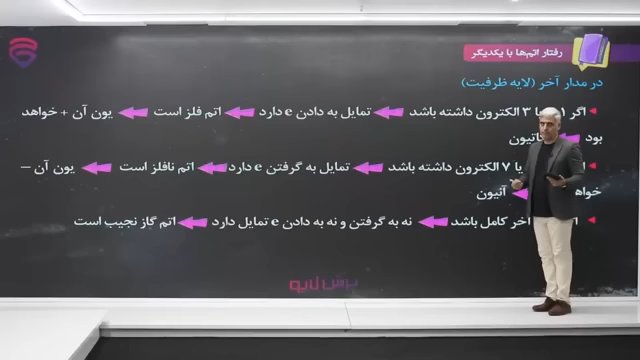 رفتار اتم‌ها با یکدیگر
در مدار آخر (لایه ظرفیت)
اگر ۱ یا ۳ الکترون داشته باشد تمایل به دادن e دارد اتم فلز است یون آن + خواهد
بود کاتیون
یا ۷ الکترون داشته باشد تمایل به گرفتن e دارد اتم نافلز است یون آن –
خواهد آنیون
آخر کامل باشد نه به گرفتن و نه به دادن e تمایل دارد اتم گاز نجیب است
برش لایو